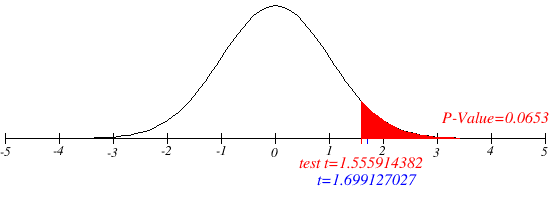 P-Value=0.0653
-5 -4 -3 -2 -1 0 1 2 3 4 5
test t=1.555914382
t=1.699127027